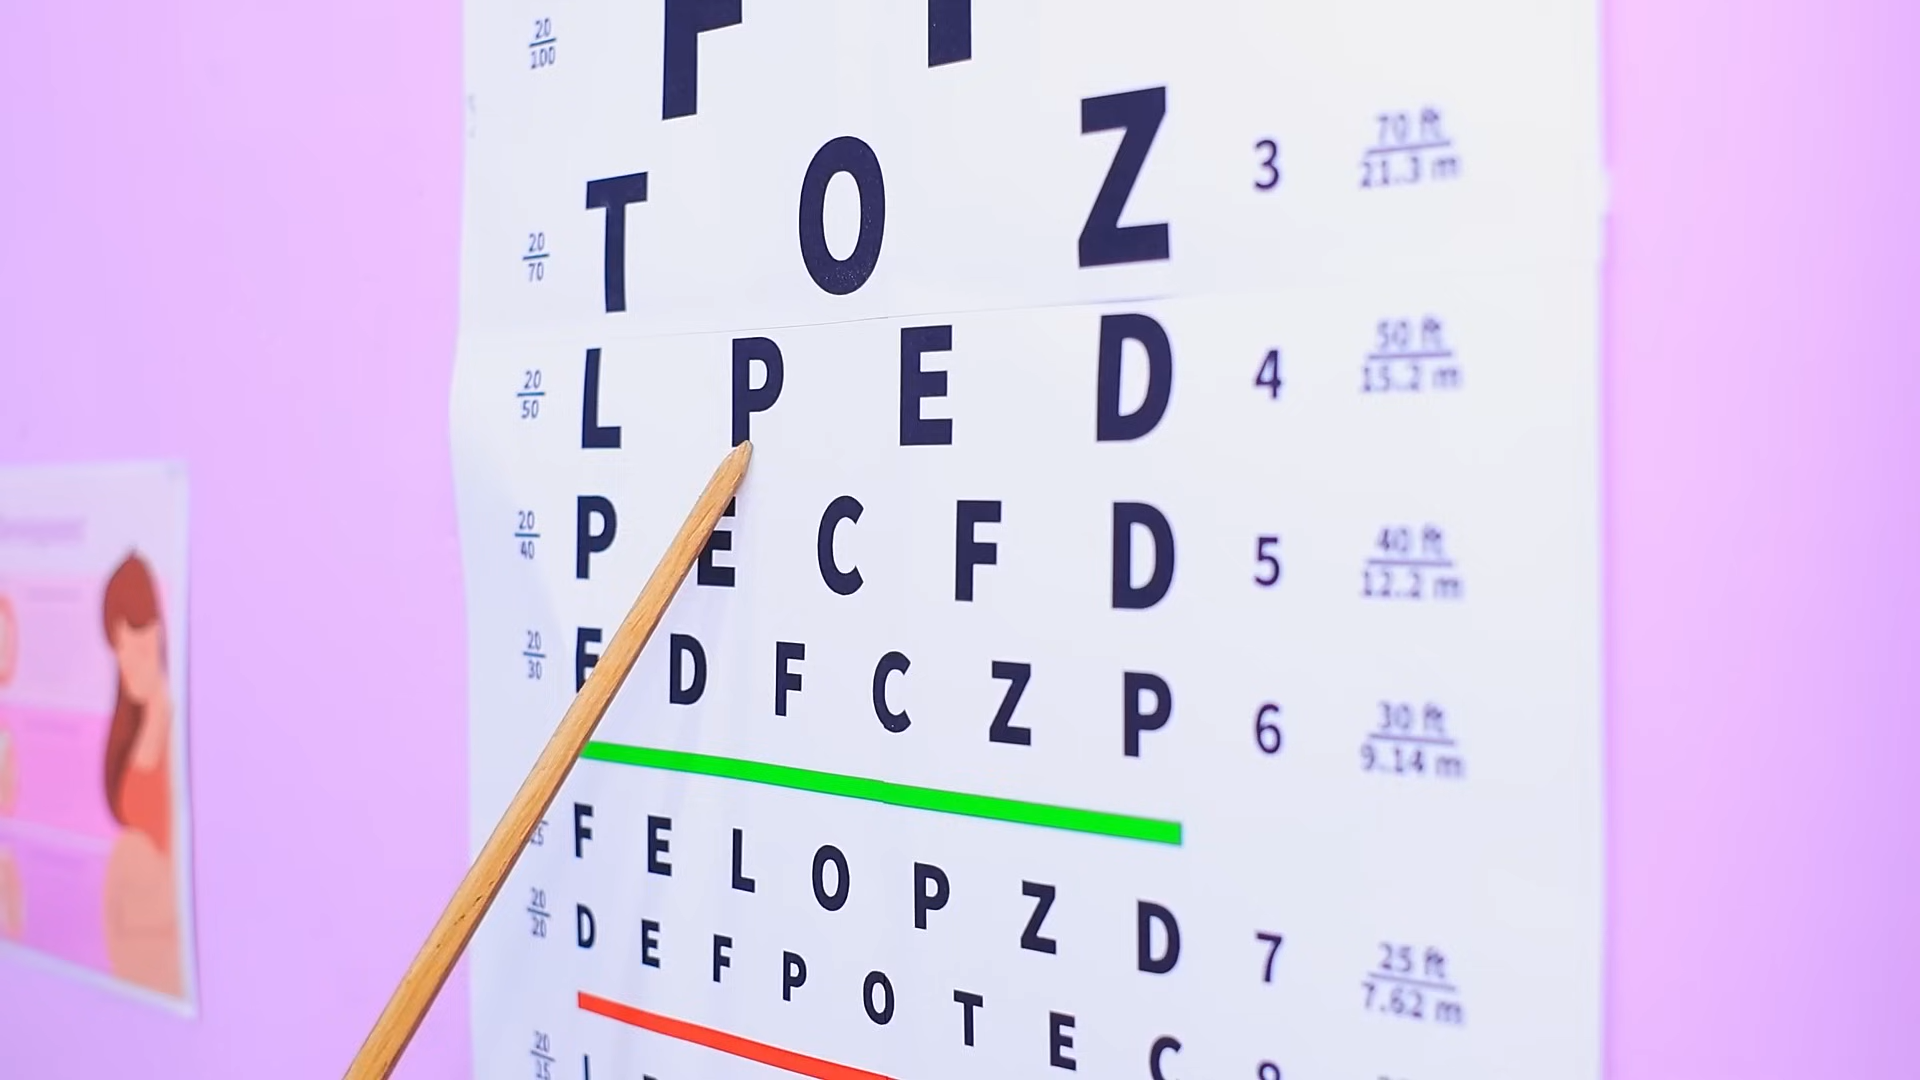 20/100 F P
20/70 T O Z 3 70 ft/21.3 m
20/50 L P E D 4 50 ft/15.2 m
20/40 P E C F D 5 40 ft/12.2 m
20/30 E D F C Z P 6 30 ft/9.14 m
25 F E L O P Z D 7 25 ft/7.62 m
20/20 D E F P O T E C 8
20/15 L